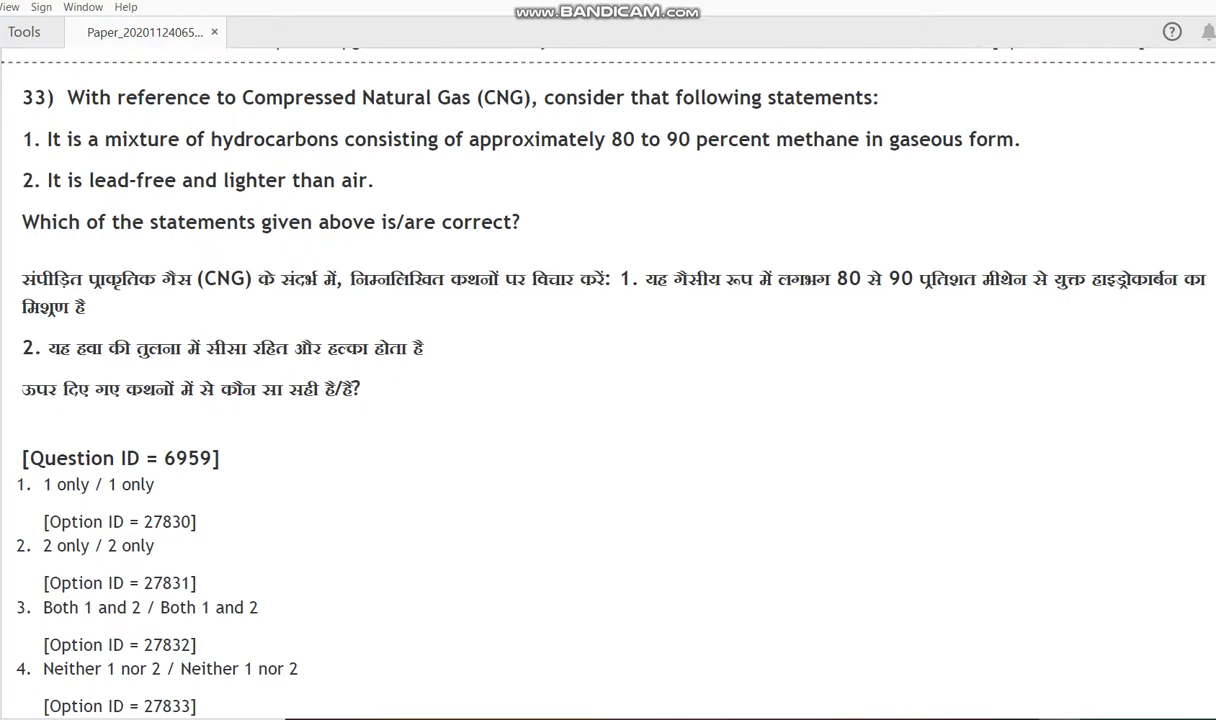 View Sign Window Help
www.BANDICAM.com
Tools Paper_20201124065... ×
33) With reference to Compressed Natural Gas (CNG), consider that following statements:
1. It is a mixture of hydrocarbons consisting of approximately 80 to 90 percent methane in gaseous form.
2. It is lead-free and lighter than air.
Which of the statements given above is/are correct?
संपीड़ित प्राकृतिक गैस (CNG) के संदर्भ में, निम्नलिखित कथनों पर विचार करें: 1. यह गैसीय रूप में लगभग 80 से 90 प्रतिशत मीथेन से युक्त हाइड्रोकार्बन का
मिश्रण है
2. यह हवा की तुलना में सीसा रहित और हल्का होता है
ऊपर दिए गए कथनों में से कौन सा सही है/हैं?
[Question ID = 6959]
1. 1 only / 1 only
[Option ID = 27830]
2. 2 only / 2 only
[Option ID = 27831]
3. Both 1 and 2 / Both 1 and 2
[Option ID = 27832]
4. Neither 1 nor 2 / Neither 1 nor 2
[Option ID = 27833]